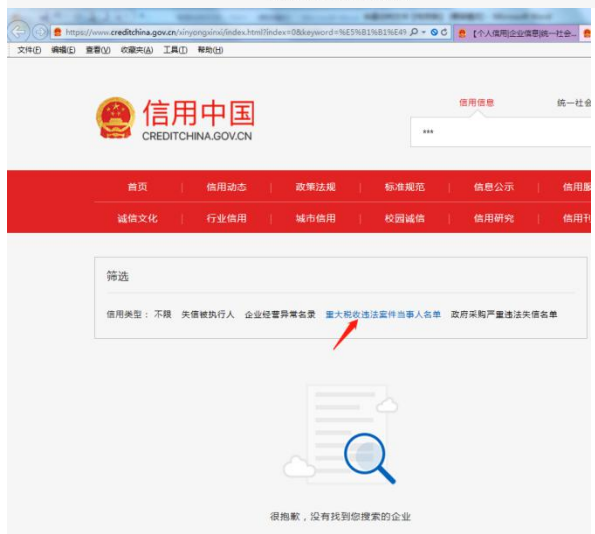 https://www.creditchina.gov.cn/xinyongxinxi/index.html?index=0&keyword=%E5%B1%B1%E4%
【个人信用|企业信息|统一社会...
文件(F) 编辑(E) 查看(V) 收藏夹(A) 工具(T) 帮助(H)
信用中国
CREDITCHINA.GOV.CN
信用信息 统一社会
***
首页 信用动态 政策法规 标准规范 信息公示 信用服
诚信文化 行业信用 城市信用 校园诚信 信用研究 信用刊
筛选
信用类型： 不限 失信被执行人 企业经营异常名录 重大税收违法案件当事人名单 政府采购严重违法失信名单
很抱歉，没有找到您搜索的企业